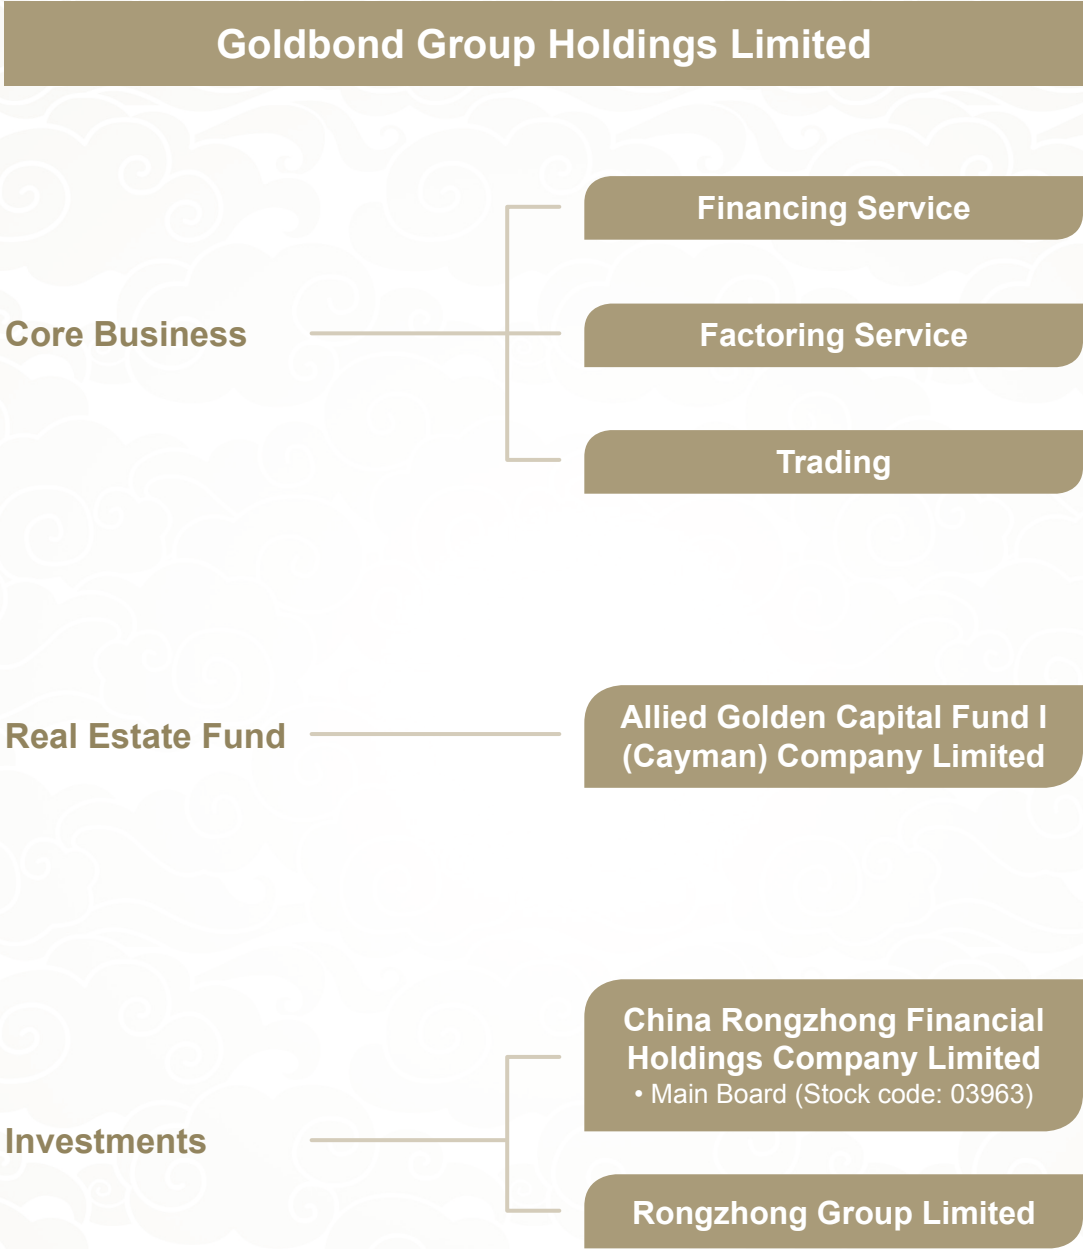 Goldbond Group Holdings Limited
Financing Service
Core Business
Factoring Service
Trading
Real Estate Fund
Allied Golden Capital Fund I
(Cayman) Company Limited
China Rongzhong Financial
Holdings Company Limited
• Main Board (Stock code: 03963)
Investments
Rongzhong Group Limited